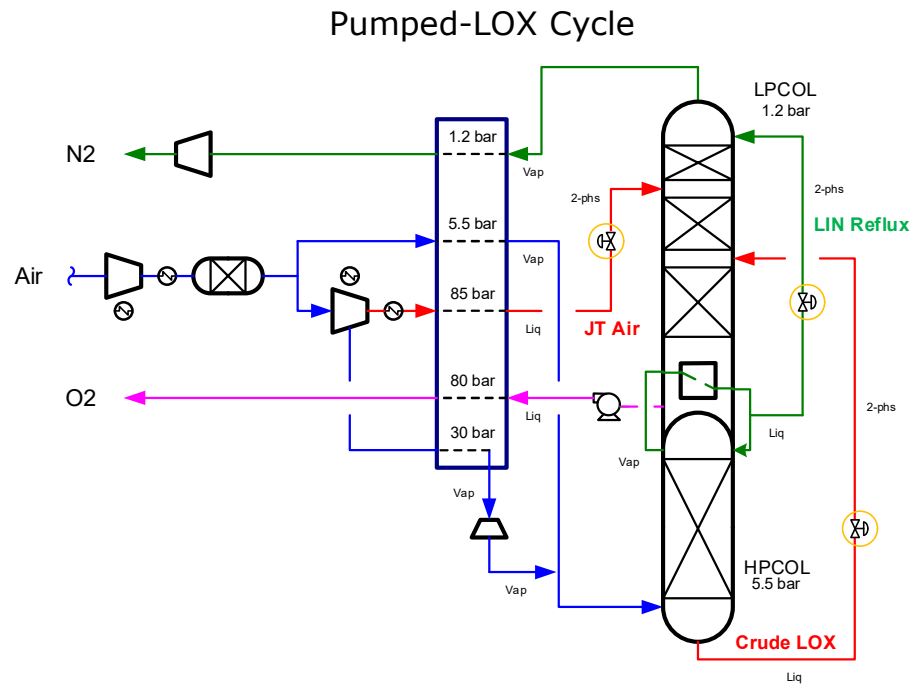 Pumped-LOX Cycle
LPCOL
1.2 bar
1.2 bar
N2
Vap
2-phs
2-phs
LIN Reflux
5.5 bar
Vap
Air
85 bar
Liq
JT Air
80 bar
O2
Liq
2-phs
30 bar
Liq
Vap
Vap
HPCOL
5.5 bar
Vap
Crude LOX
Liq